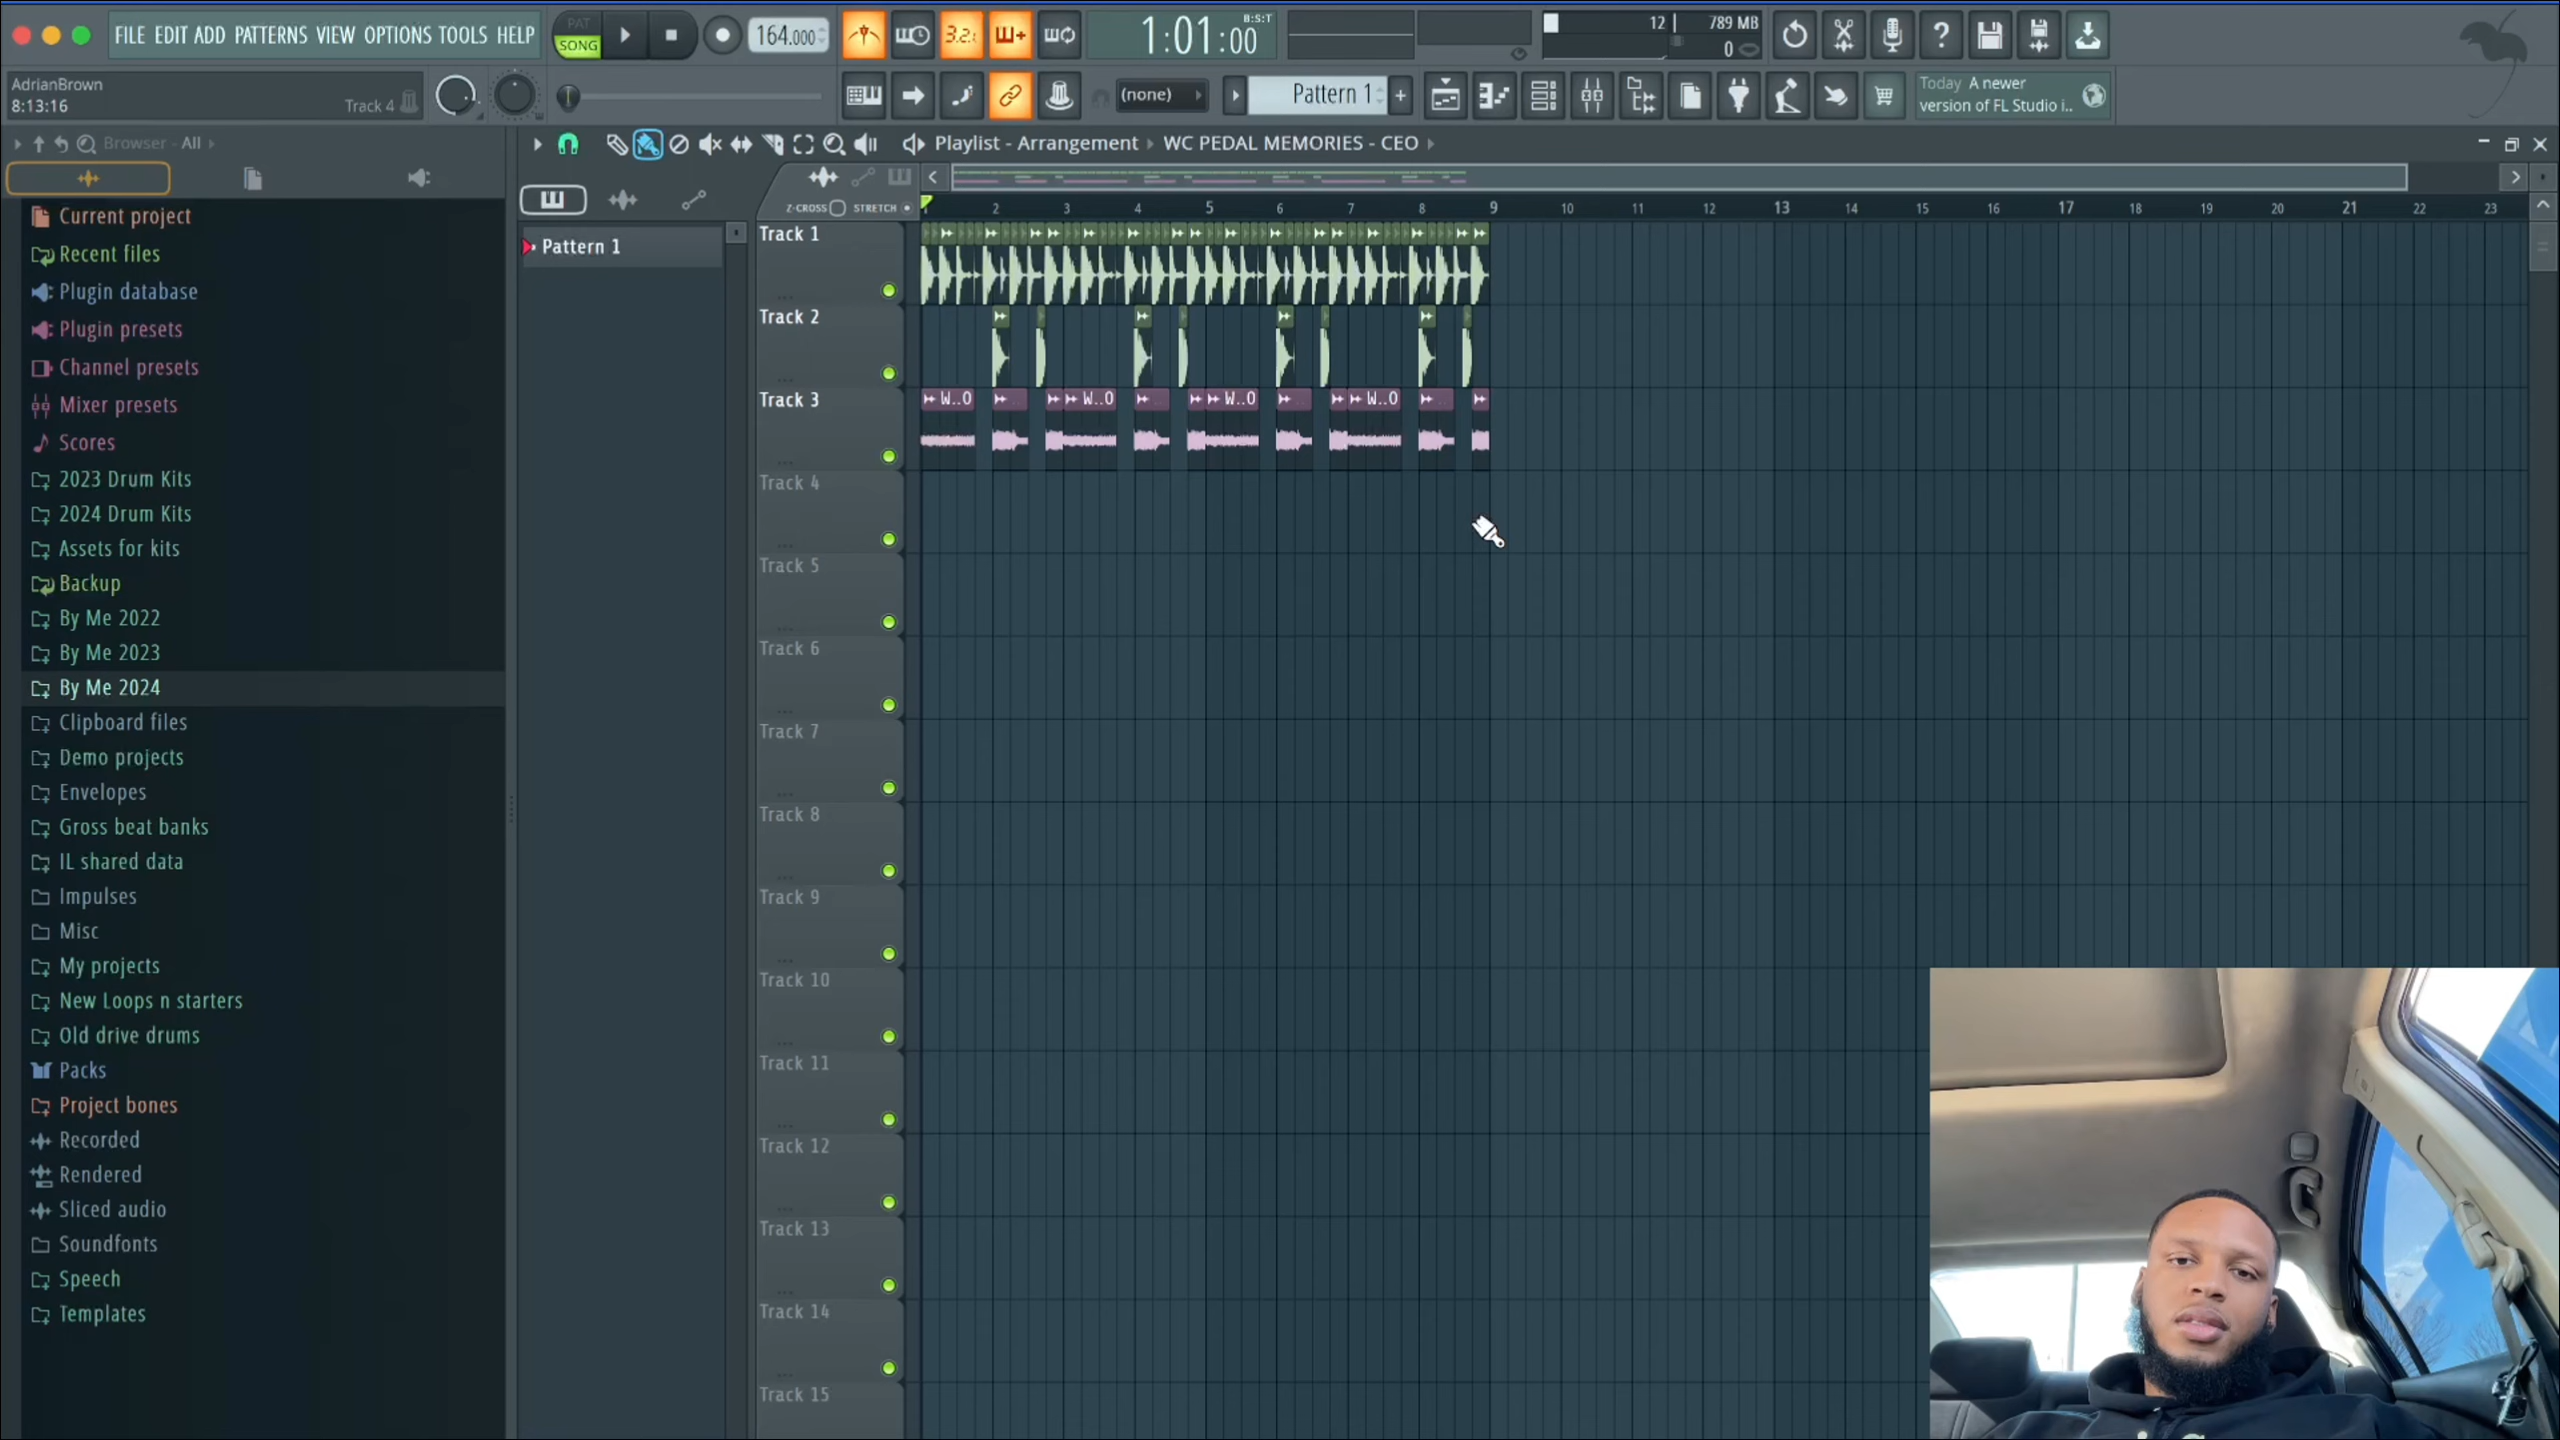 FILE EDIT ADD PATTERNS VIEW OPTIONS TOOLS HELP
PAT
SONG
164.000
3.2.
1:01:00
B:S:T
12
789 MB
0
AdrianBrown
8:13:16
Track 4
(none)
Pattern 1
+
Today A newer
version of FL Studio i..
Browser - All
Playlist - Arrangement
WC PEDAL MEMORIES - CEO
Z-CROSS
STRETCH
2 3 4 5 6 7 8 9 10 11 12 13 14 15 16 17 18 19 20 21 22 23
Current project
Recent files
Plugin database
Plugin presets
Channel presets
Mixer presets
Scores
2023 Drum Kits
2024 Drum Kits
Assets for kits
Backup
By Me 2022
By Me 2023
By Me 2024
Clipboard files
Demo projects
Envelopes
Gross beat banks
IL shared data
Impulses
Misc
My projects
New Loops n starters
Old drive drums
Packs
Project bones
Recorded
Rendered
Sliced audio
Soundfonts
Speech
Templates
Pattern 1
Track 1
Track 2
Track 3
W..O W..O W..O W..O
Track 4
Track 5
Track 6
Track 7
Track 8
Track 9
Track 10
Track 11
Track 12
Track 13
Track 14
Track 15